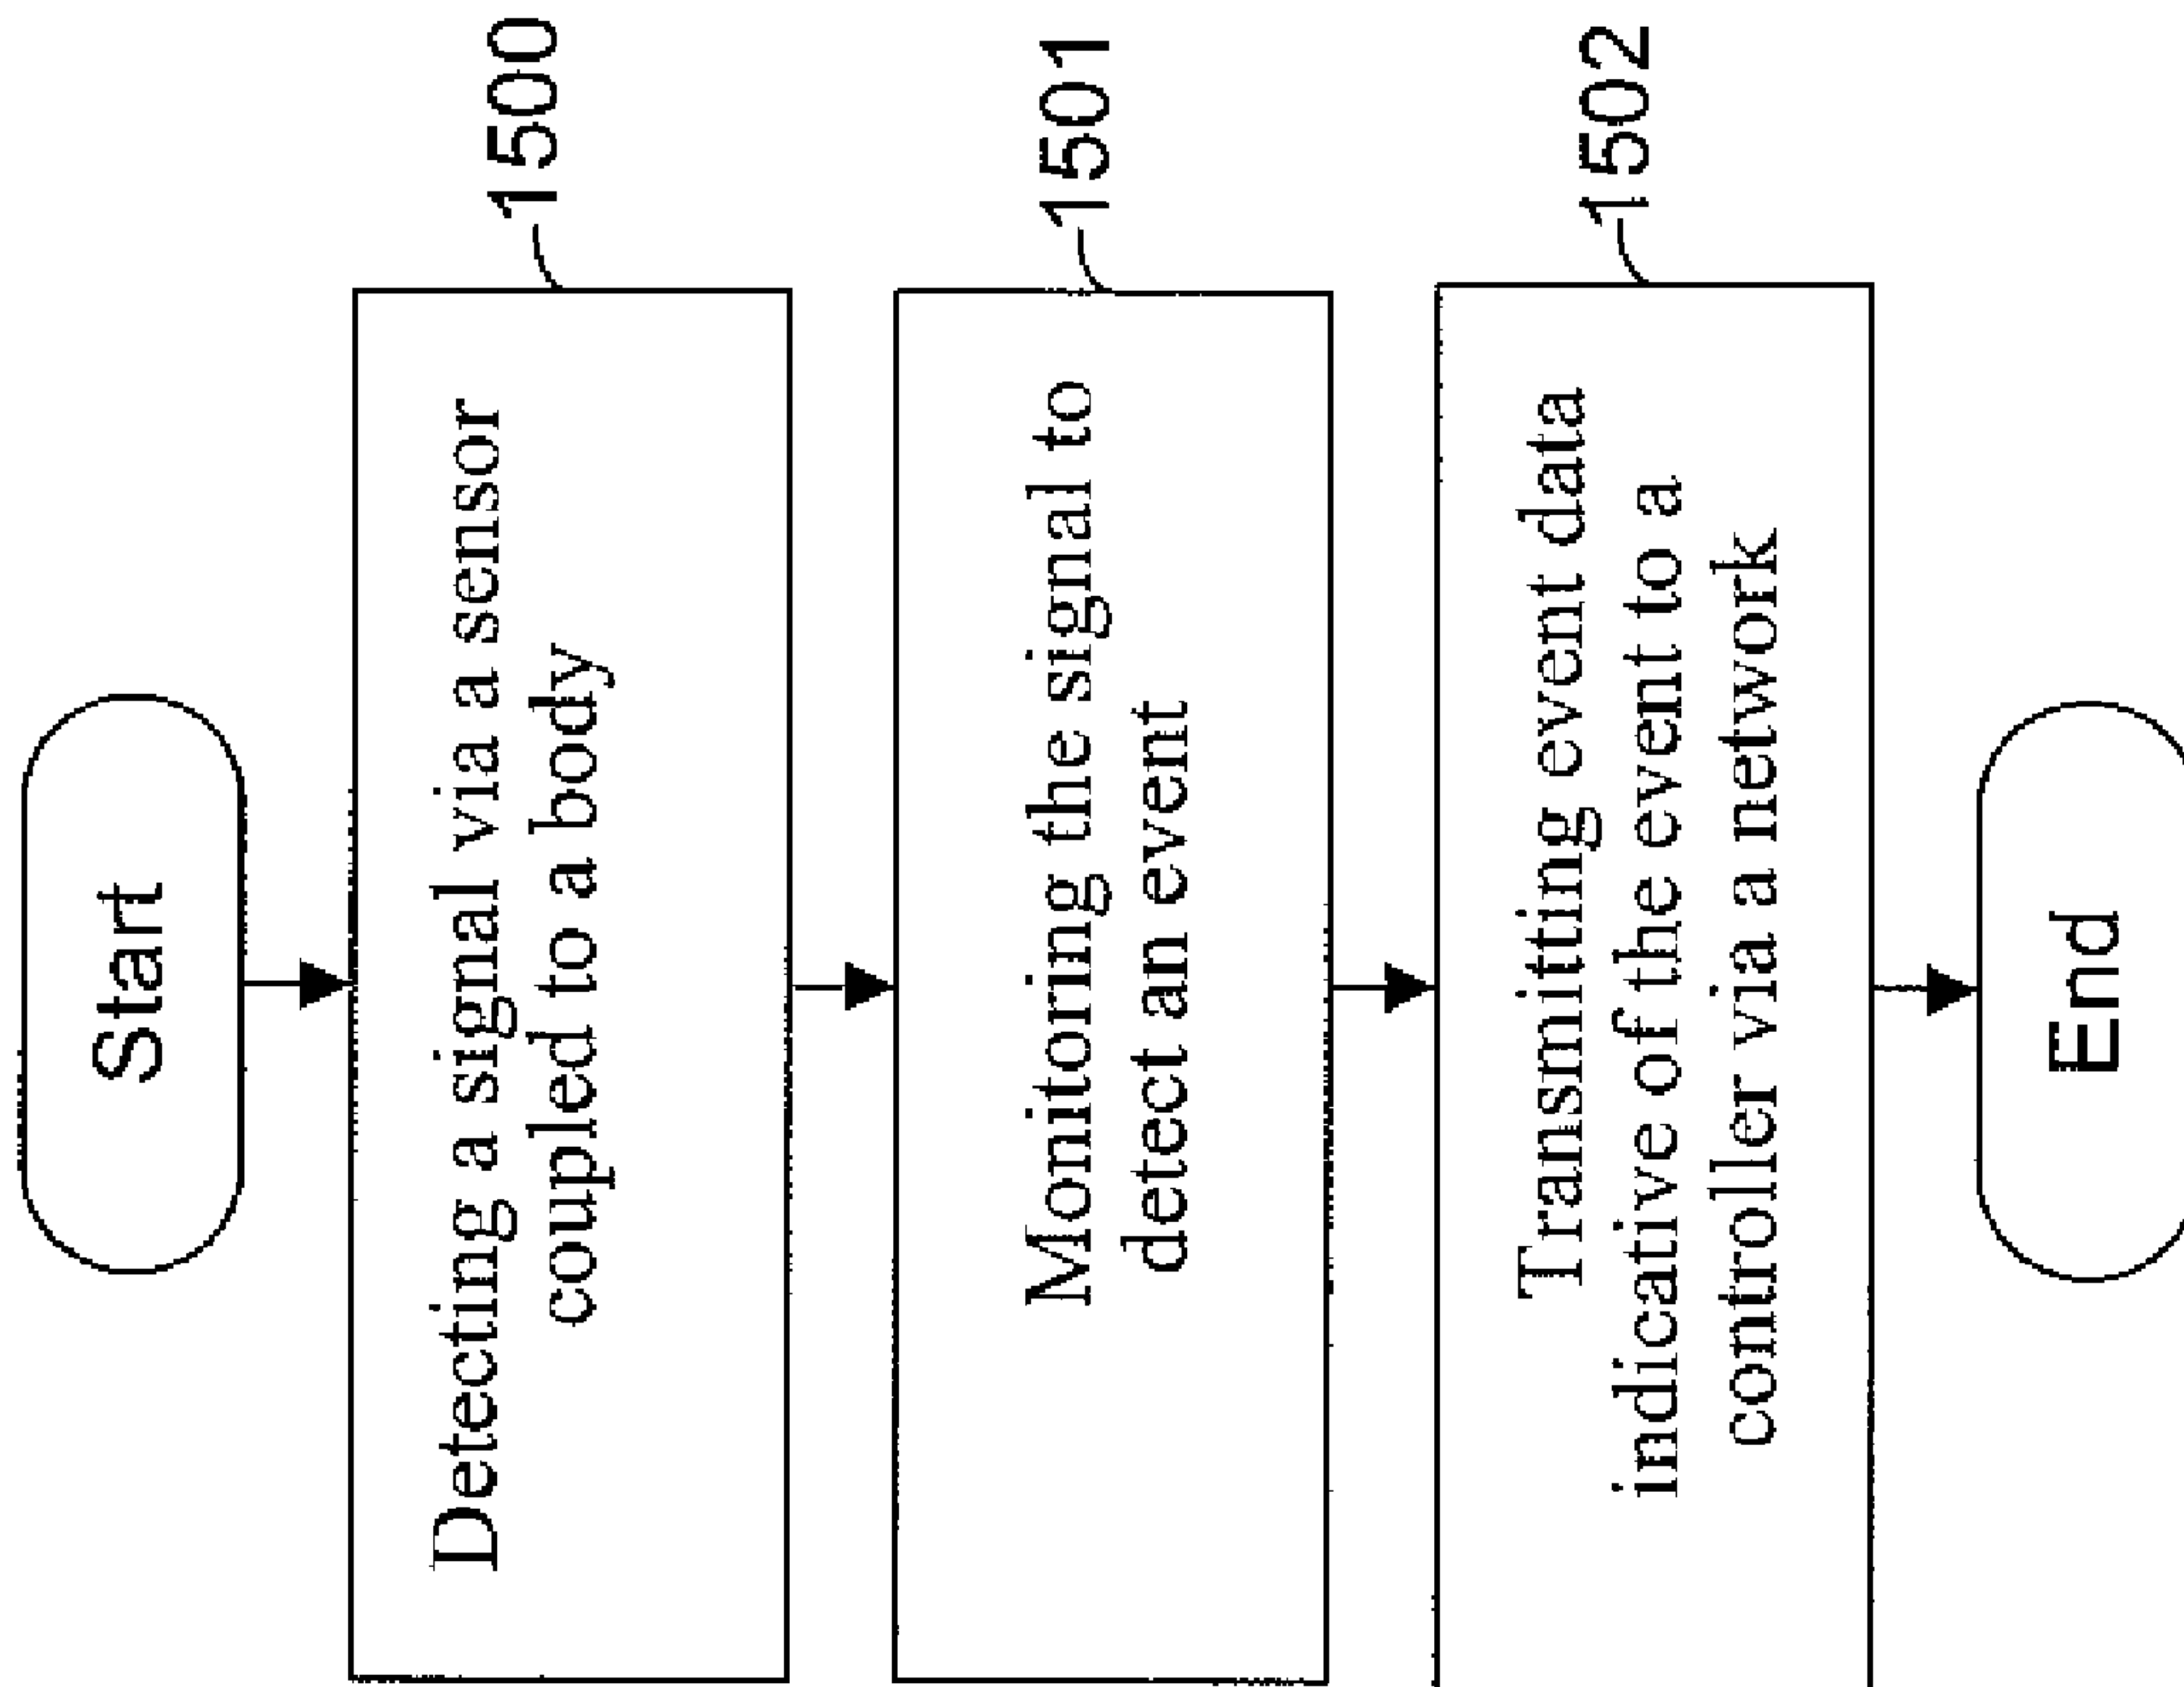 Start
Detecting a signal via a sensor
coupled to a body
1500
Monitoring the signal to
detect an event
1501
Transmitting event data
indicative of the event to a
controller via a network
1502
End